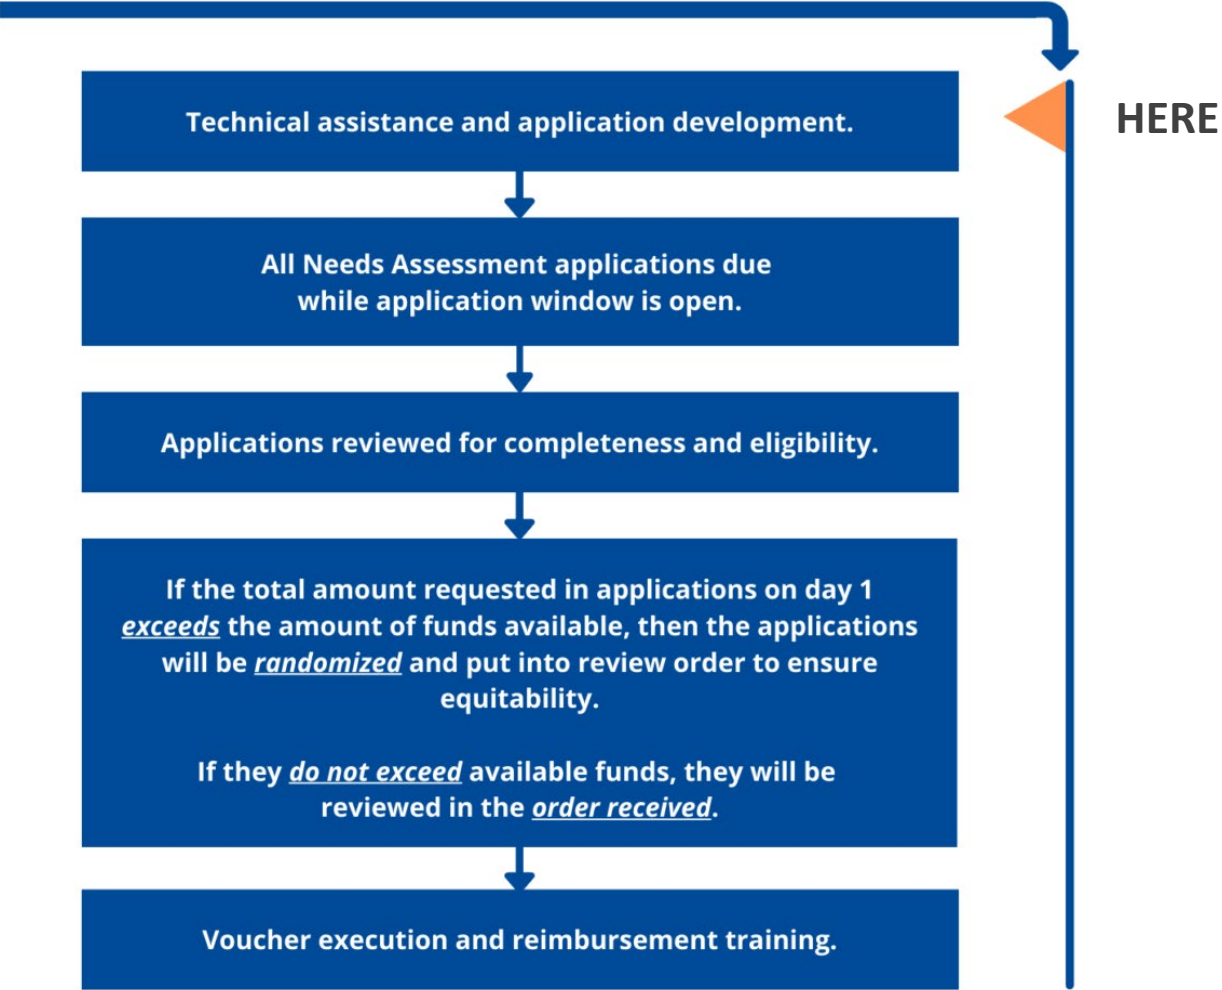 Technical assistance and application development.
HERE
All Needs Assessment applications due
while application window is open.
Applications reviewed for completeness and eligibility.
If the total amount requested in applications on day 1
exceeds the amount of funds available, then the applications
will be randomized and put into review order to ensure
equitability.
If they do not exceed available funds, they will be
reviewed in the order received.
Voucher execution and reimbursement training.